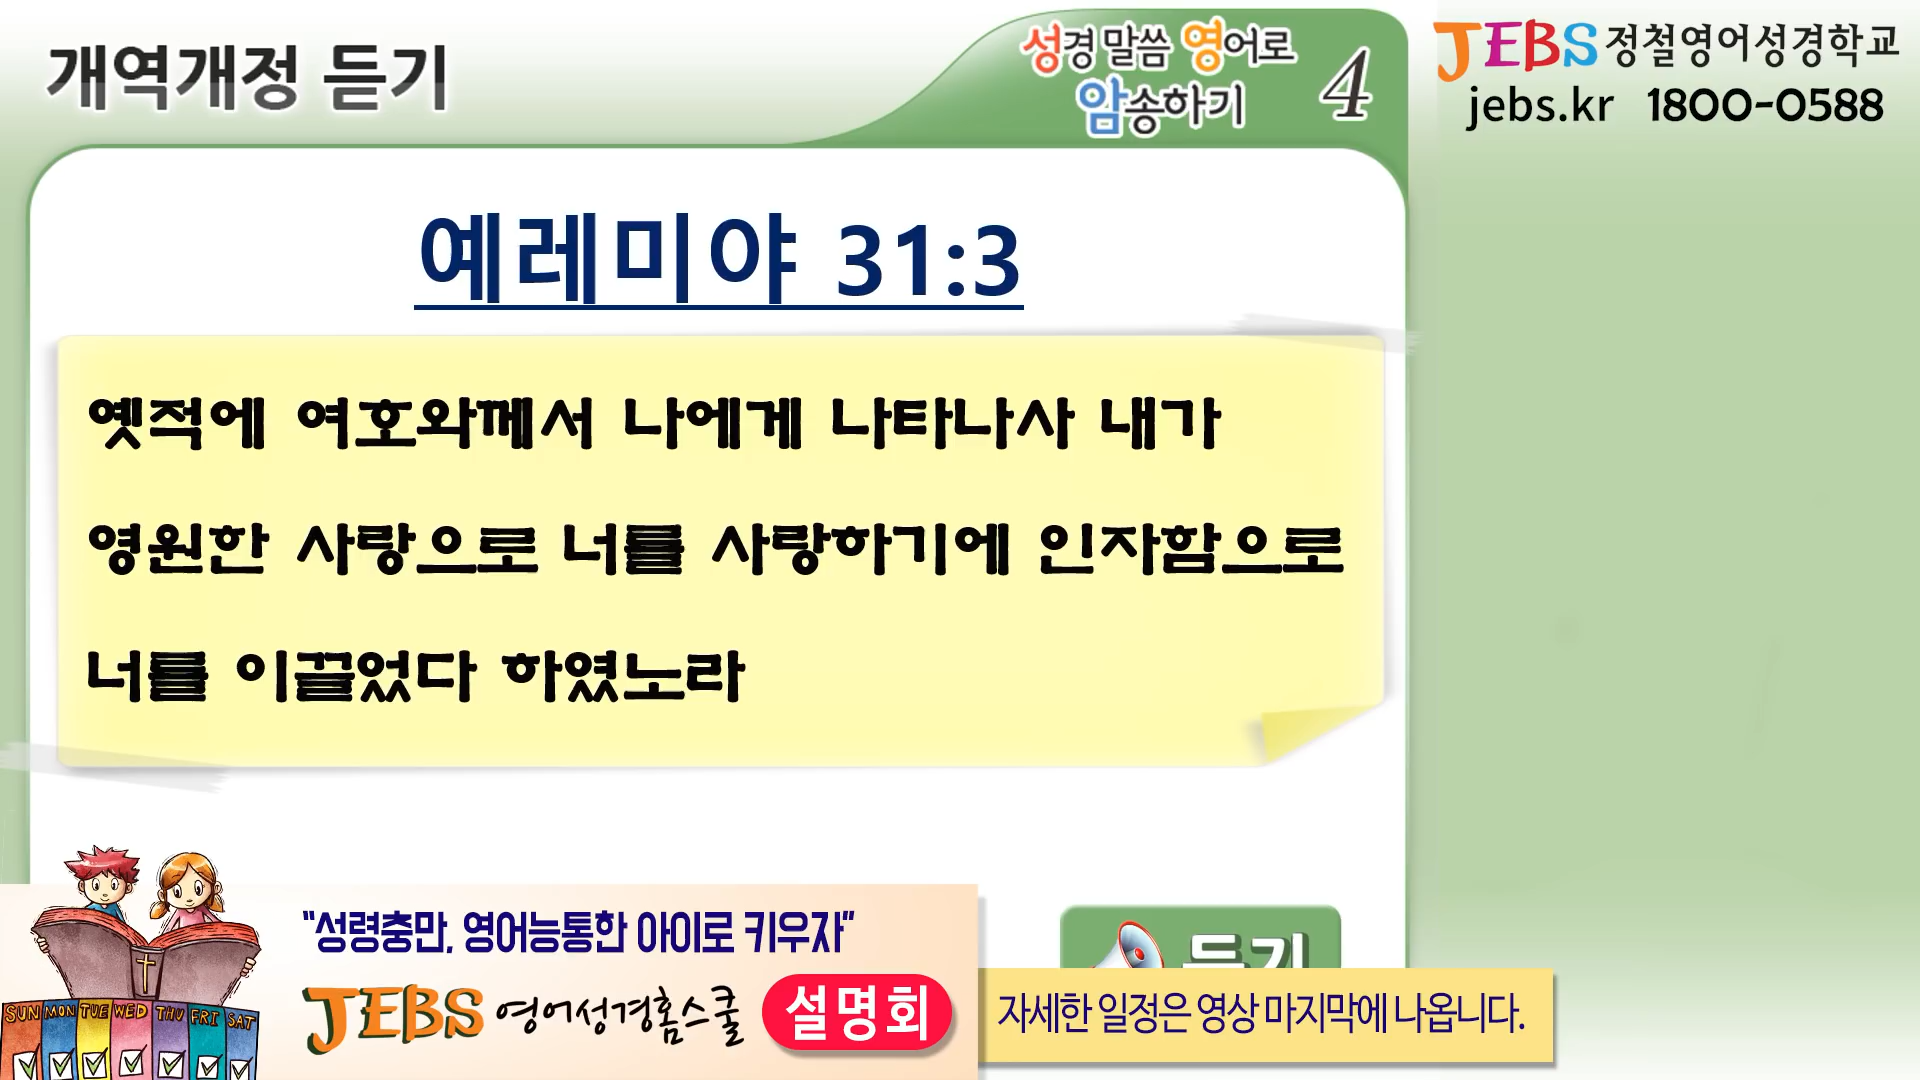 개역개정 듣기
성경 말씀 영어로
암송하기
4
JEBS 정철영어성경학교
jebs.kr 1800-0588
예레미야 31:3
옛적에 여호와께서 나에게 나타나사 내가
영원한 사랑으로 너를 사랑하기에 인자함으로
너를 이끌었다 하였노라
듣기
"성령충만, 영어능통한 아이로 키우자"
JEBS 영어성경홈스쿨 설명회
자세한 일정은 영상 마지막에 나옵니다.
SUN MON TUE WED THU FRI SAT